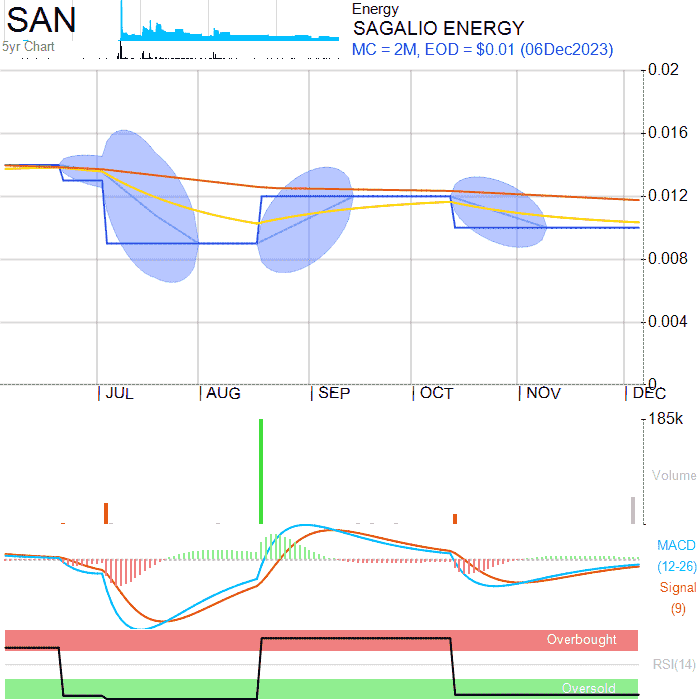 SAN
5yr Chart
Energy
SAGALIO ENERGY
MC = 2M, EOD = $0.01 (06Dec2023)
0.02
0.016
0.012
0.008
0.004
0
JUL AUG SEP OCT NOV DEC
185k
Volume
MACD
(12-26)
Signal
(9)
Overbought
RSI(14)
Oversold